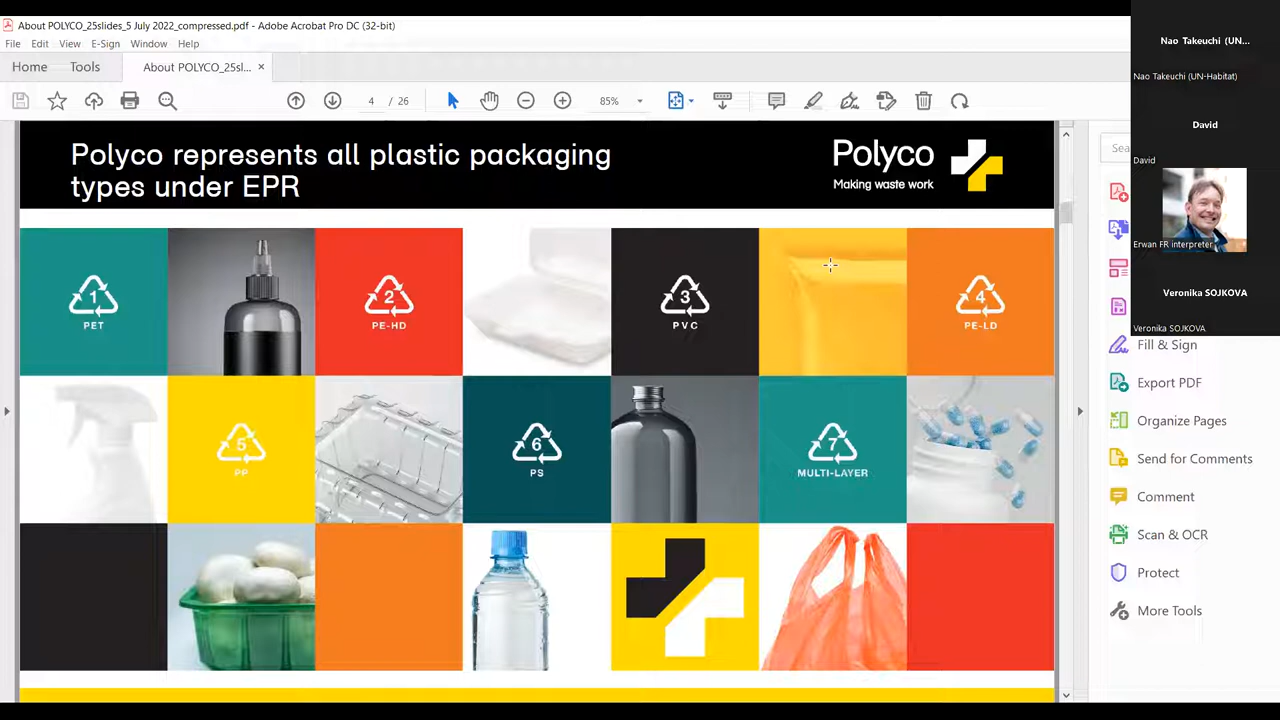 About POLYCO_25slides_5 July 2022_compressed.pdf - Adobe Acrobat Pro DC (32-bit)
File Edit View E-Sign Window Help
Home Tools About POLYCO_25sl... ×
4 / 26 85%
Polyco represents all plastic packaging
types under EPR
Polyco
Making waste work
1
PET
2
PE-HD
3
PVC
4
PE-LD
5
PP
6
PS
7
MULTI-LAYER
Nao Takeuchi (UN...
Nao Takeuchi (UN-Habitat)
David
David
Erwan FR interpreter
Veronika SOJKOVA
Veronika SOJKOVA
Fill & Sign
Export PDF
Organize Pages
Send for Comments
Comment
Scan & OCR
Protect
More Tools